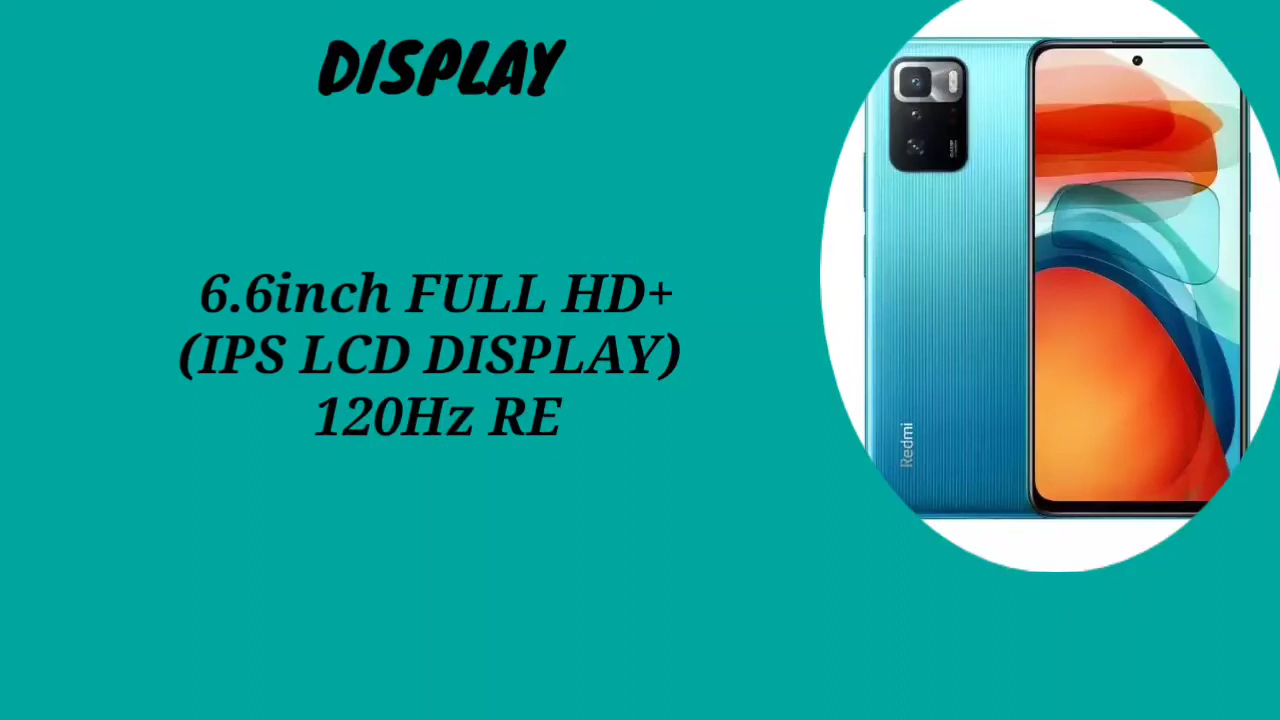 DISPLAY
6.6inch FULL HD+
(IPS LCD DISPLAY)
120Hz RE
Redmi